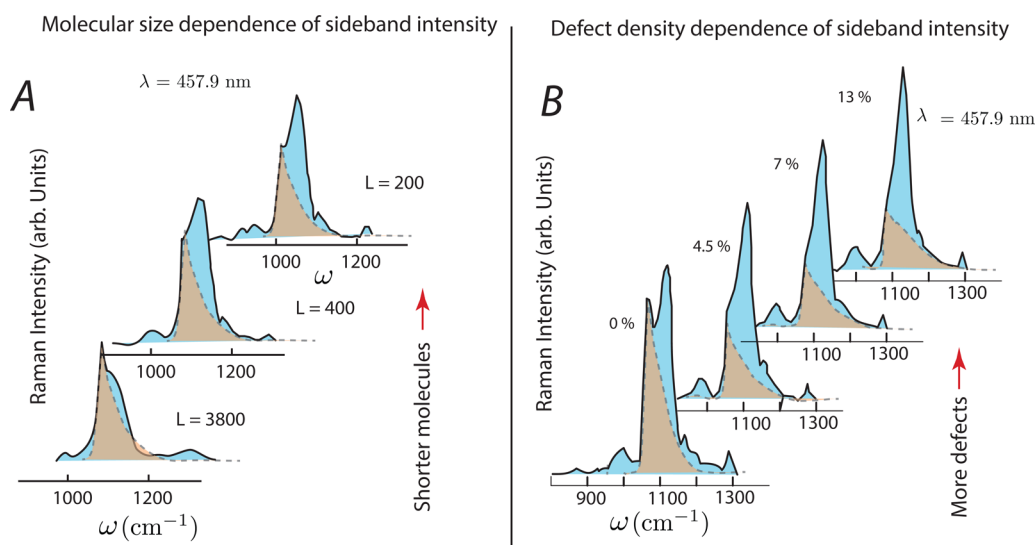 Molecular size dependence of sideband intensity
A
λ = 457.9 nm
Raman Intensity (arb. Units)
L = 200
1000 1200
ω
L = 400
1000 1200
L = 3800
1000 1200
ω (cm⁻¹)
Shorter molecules
Defect density dependence of sideband intensity
B
13 %
λ = 457.9 nm
Raman Intensity (arb. Units)
7 %
1100 1300
4.5 %
1100 1300
0 %
1100 1300
900 1100 1300
ω (cm⁻¹)
More defects